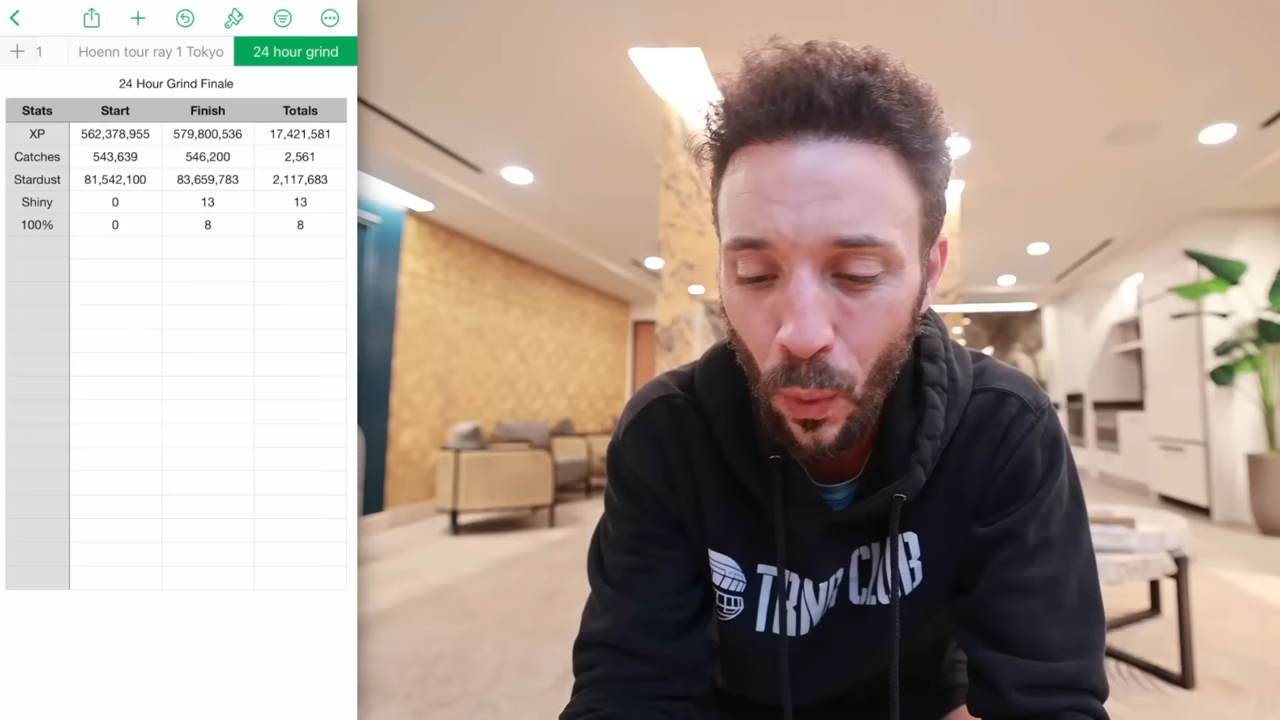 1 Hoenn tour ray 1 Tokyo 24 hour grind
24 Hour Grind Finale
Stats Start Finish Totals
XP 562,378,955 579,800,536 17,421,581
Catches 543,639 546,200 2,561
Stardust 81,542,100 83,659,783 2,117,683
Shiny 0 13 13
100% 0 8 8
TRNR CLUB